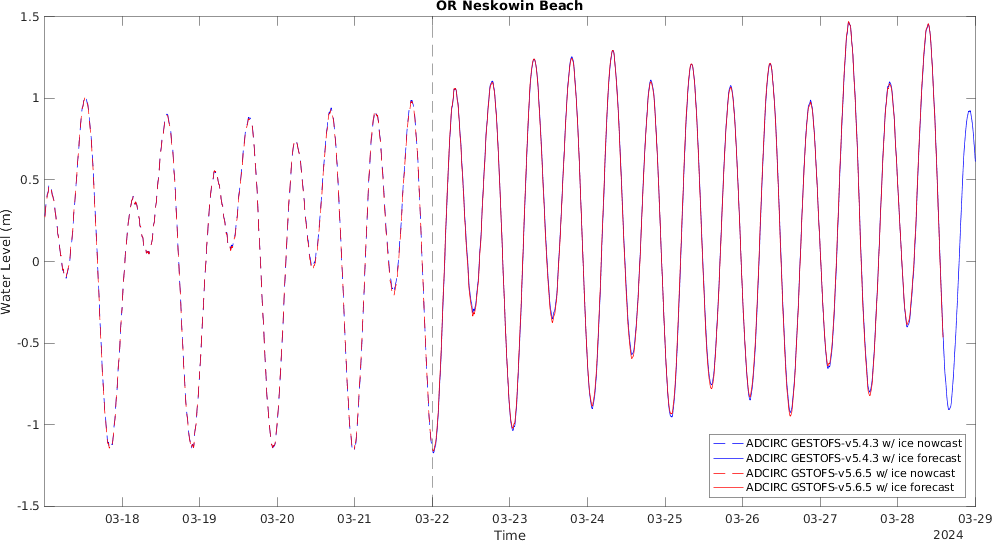 OR Neskowin Beach
1.5
1
0.5
0
-0.5
-1
-1.5
Water Level (m)
03-18 03-19 03-20 03-21 03-22 03-23 03-24 03-25 03-26 03-27 03-28 03-29
Time
2024
ADCIRC GESTOFS-v5.4.3 w/ ice nowcast
ADCIRC GESTOFS-v5.4.3 w/ ice forecast
ADCIRC GSTOFS-v5.6.5 w/ ice nowcast
ADCIRC GSTOFS-v5.6.5 w/ ice forecast